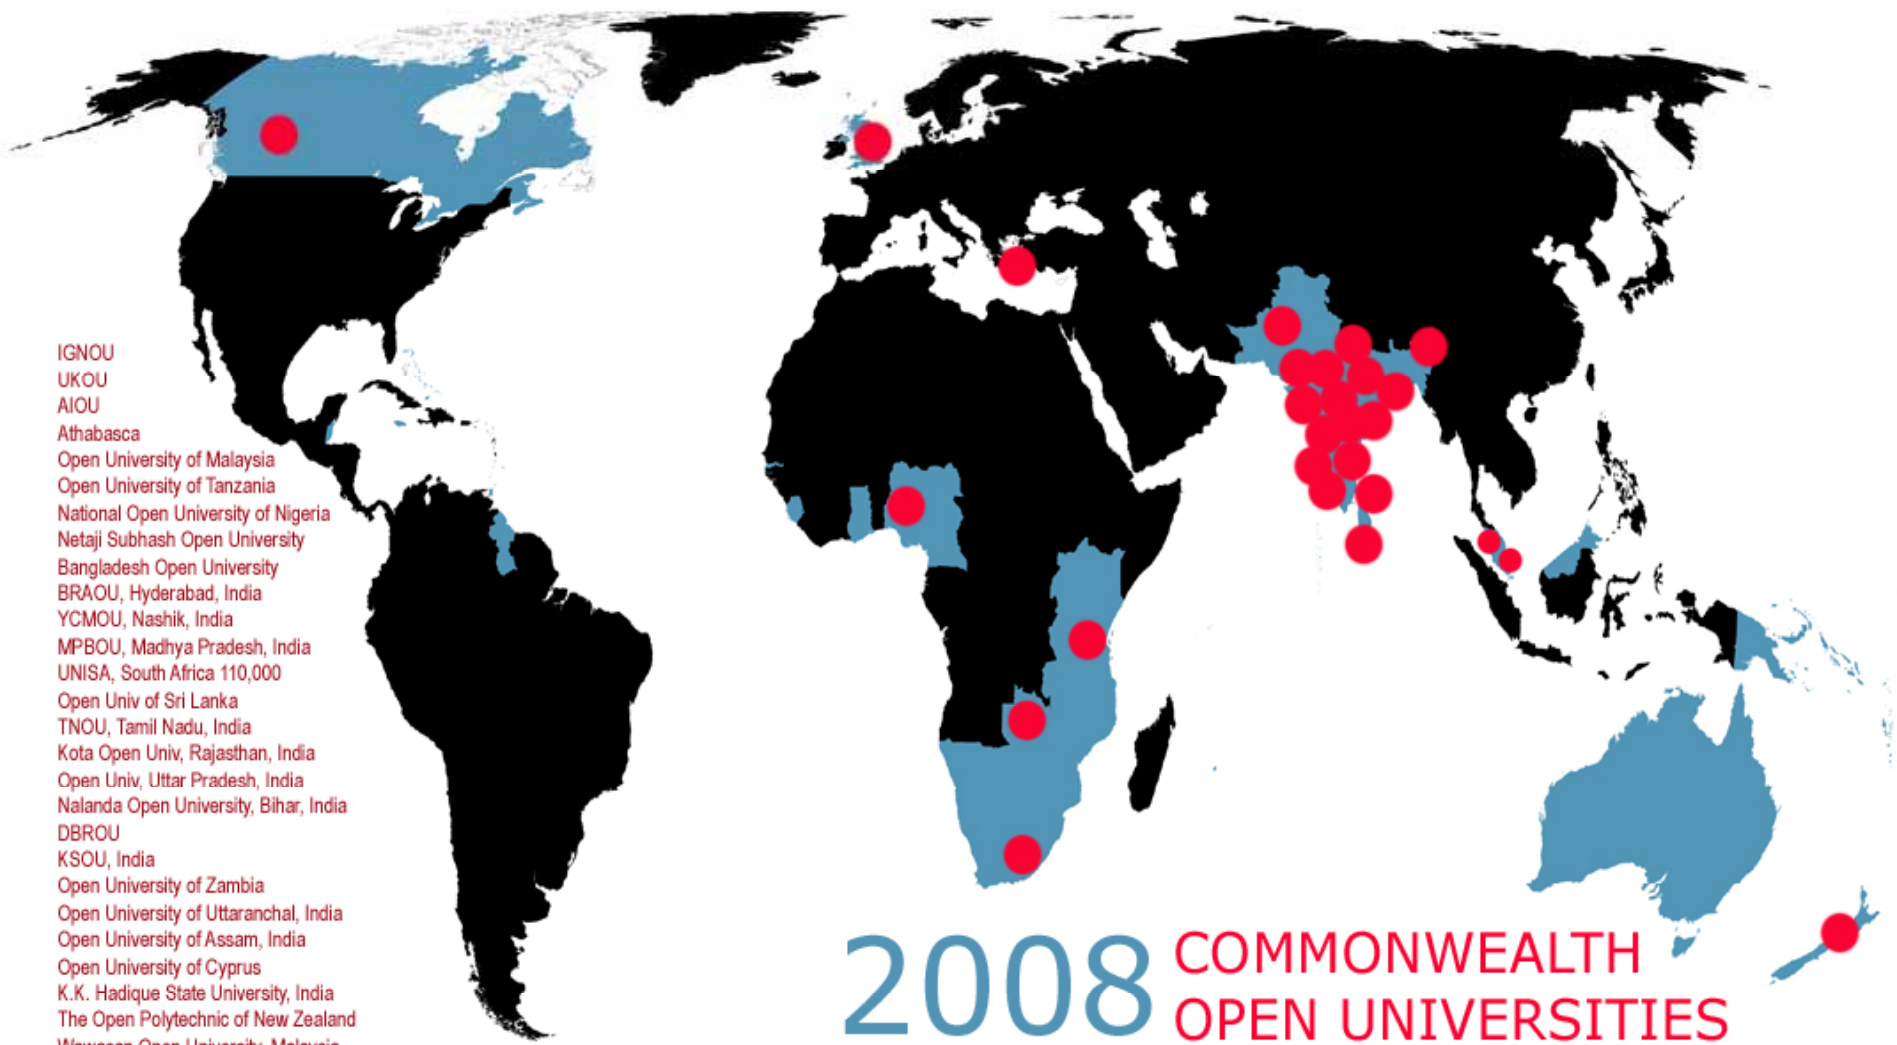 IGNOU
UKOU
AIOU
Athabasca
Open University of Malaysia
Open University of Tanzania
National Open University of Nigeria
Netaji Subhash Open University
Bangladesh Open University
BRAOU, Hyderabad, India
YCMOU, Nashik, India
MPBOU, Madhya Pradesh, India
UNISA, South Africa 110,000
Open Univ of Sri Lanka
TNOU, Tamil Nadu, India
Kota Open Univ, Rajasthan, India
Open Univ, Uttar Pradesh, India
Nalanda Open University, Bihar, India
DBROU
KSOU, India
Open University of Zambia
Open University of Uttaranchal, India
Open University of Assam, India
Open University of Cyprus
K.K. Hadique State University, India
The Open Polytechnic of New Zealand
Wawasan Open University, Malaysia
2008 COMMONWEALTH
OPEN UNIVERSITIES